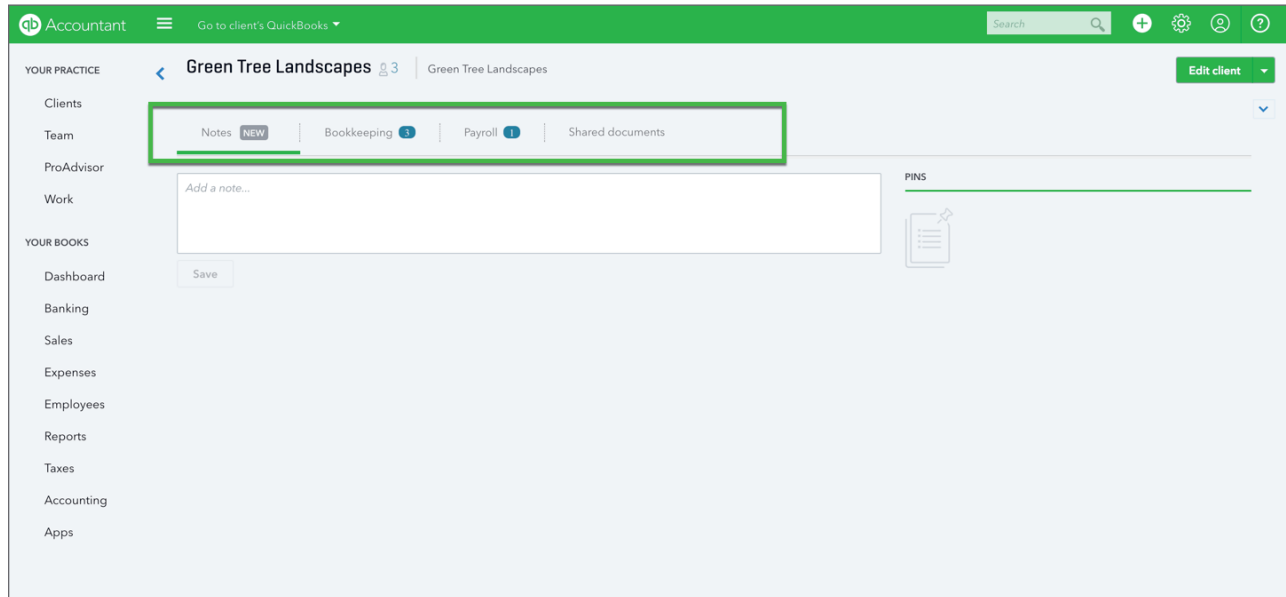 qb Accountant
Go to client's QuickBooks
Search
YOUR PRACTICE
Clients
Team
ProAdvisor
Work
YOUR BOOKS
Dashboard
Banking
Sales
Expenses
Employees
Reports
Taxes
Accounting
Apps
Green Tree Landscapes 3 Green Tree Landscapes
Edit client
Notes NEW Bookkeeping 3 Payroll 1 Shared documents
Add a note...
Save
PINS